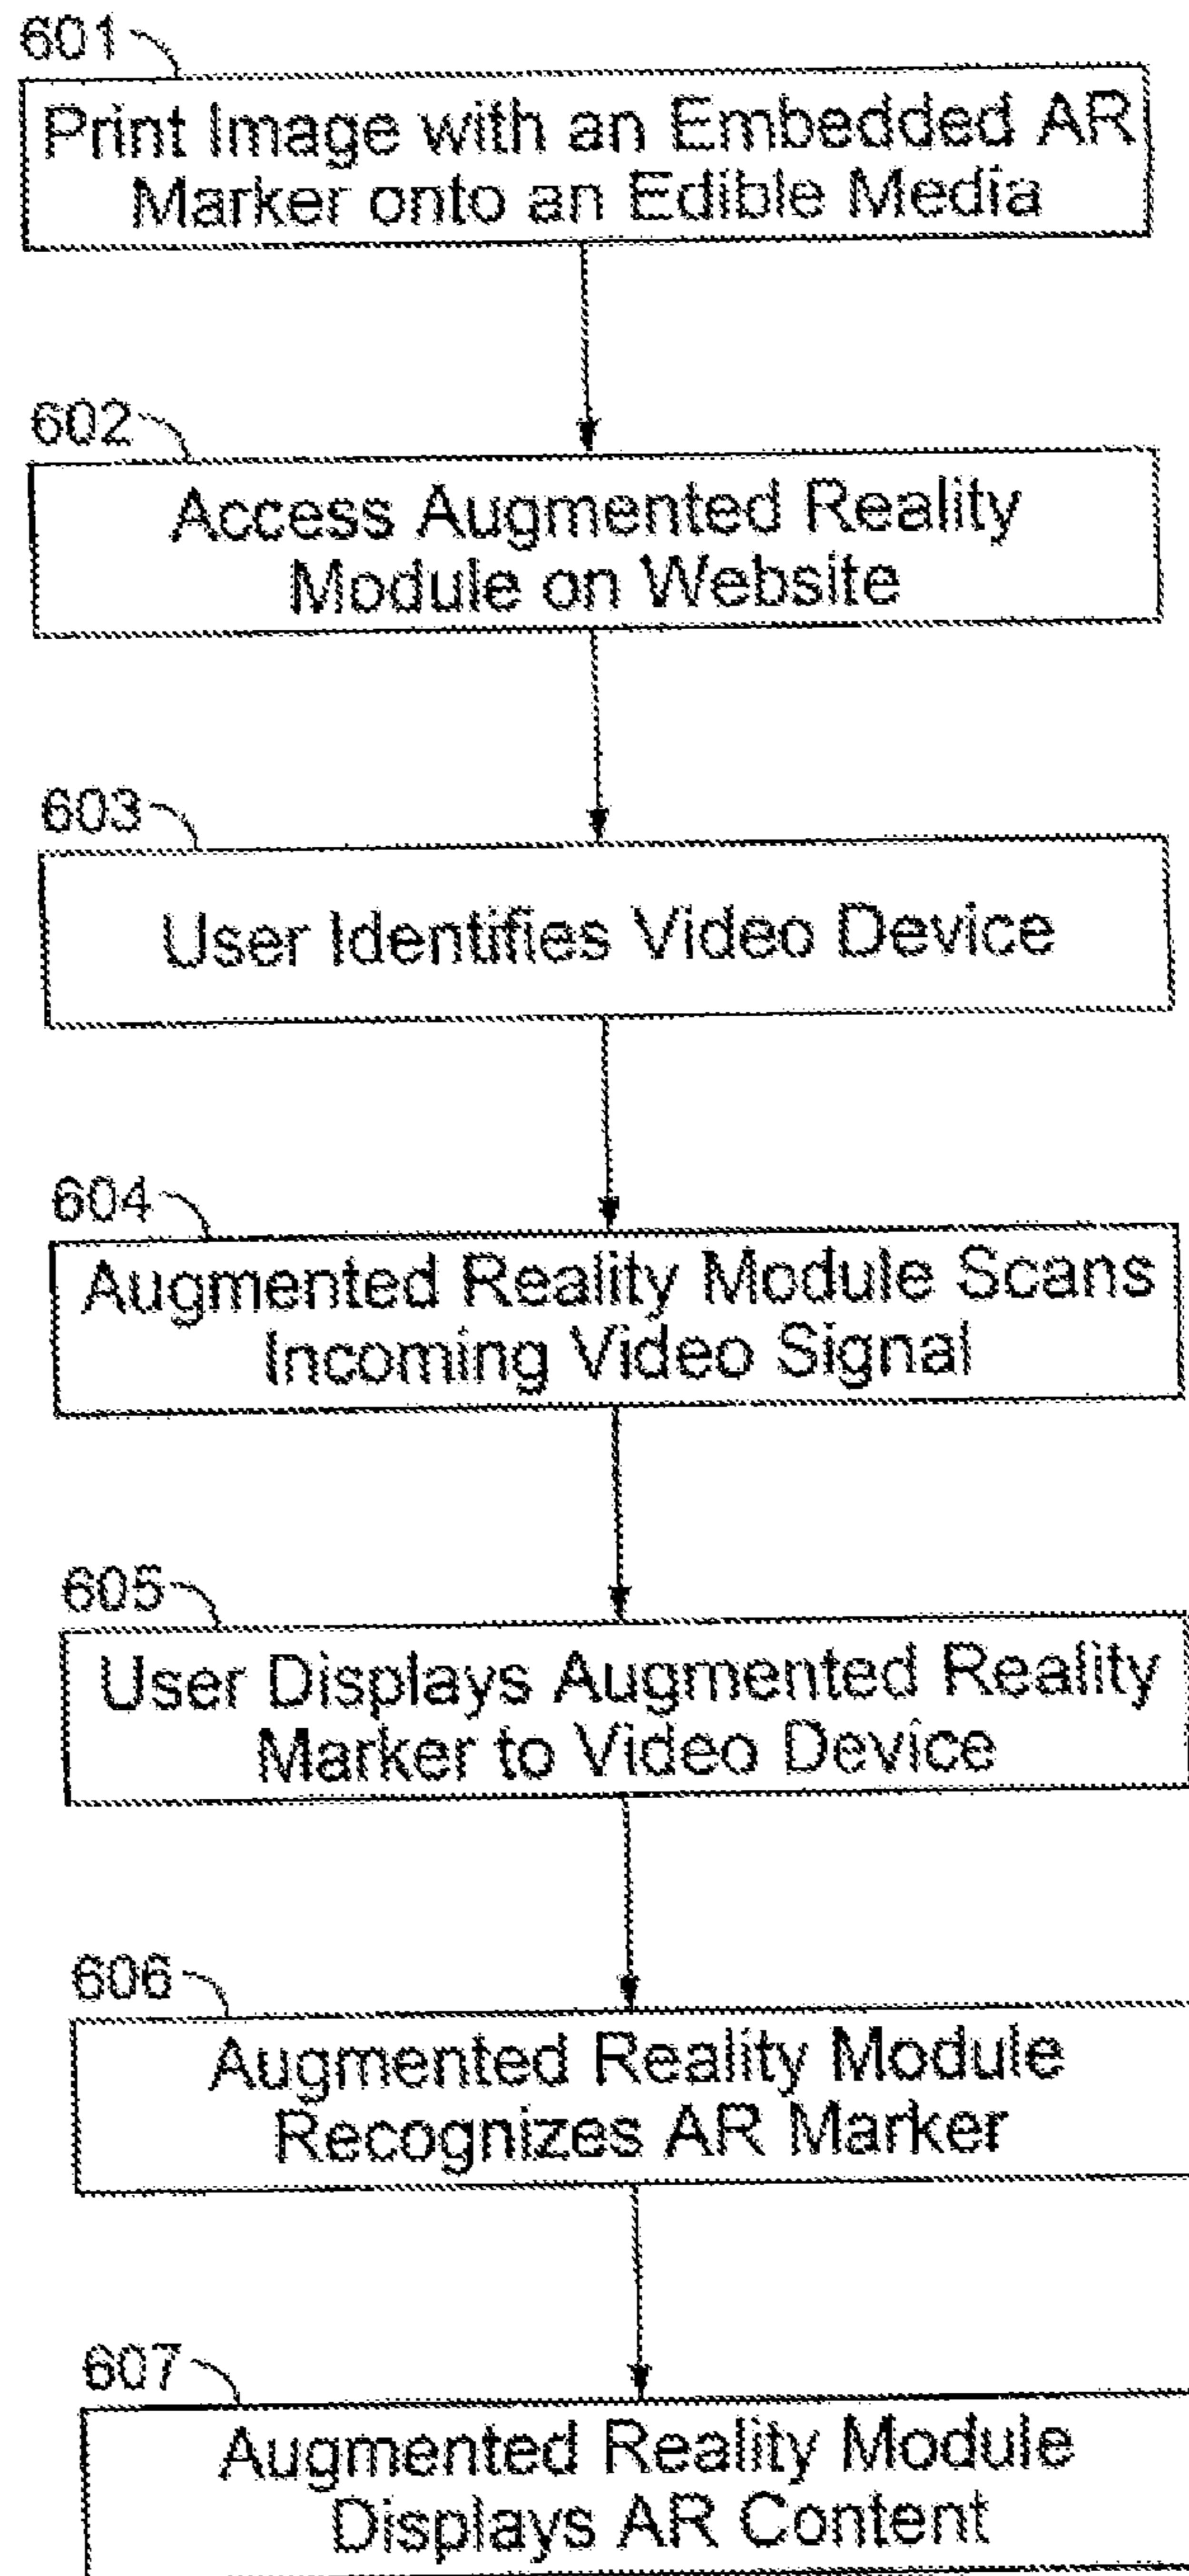 601
Print Image with an Embedded AR
Marker onto an Edible Media
602
Access Augmented Reality
Module on Website
603
User Identifies Video Device
604
Augmented Reality Module Scans
Incoming Video Signal
605
User Displays Augmented Reality
Marker to Video Device
606
Augmented Reality Module
Recognizes AR Marker
607
Augmented Reality Module
Displays AR Content